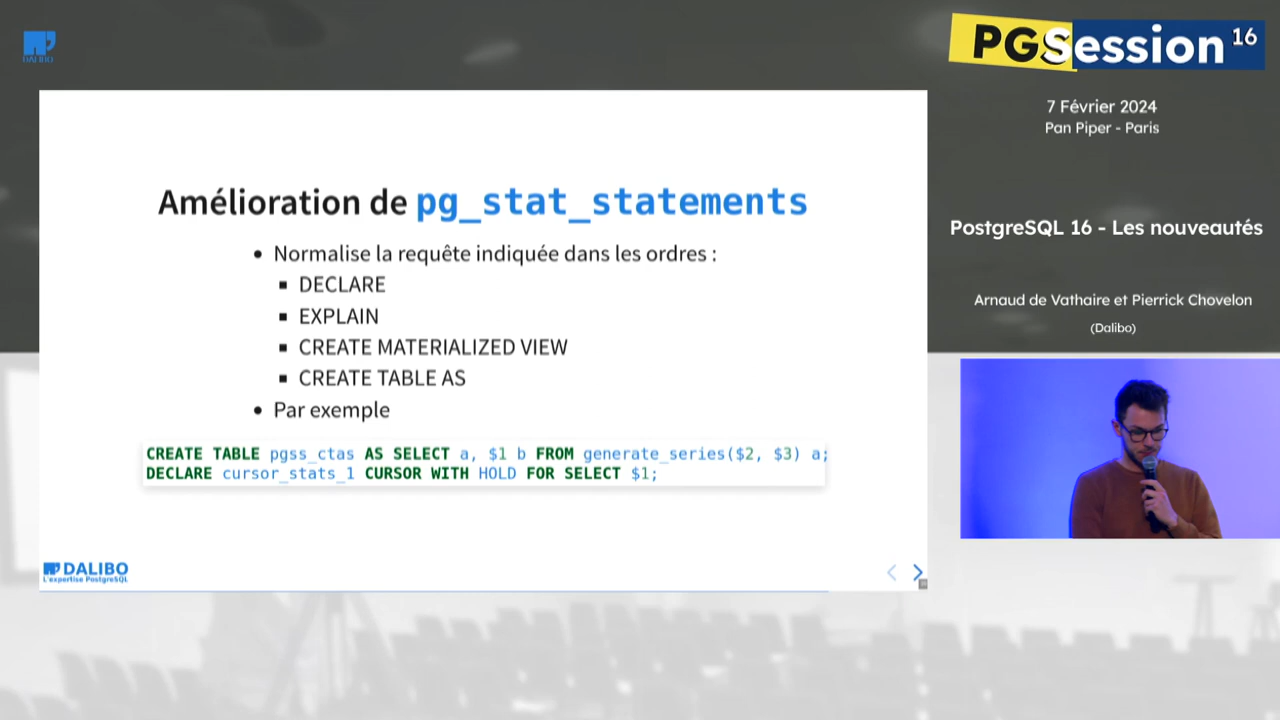 DALIBO
PGSession 16
7 Février 2024
Pan Piper - Paris
PostgreSQL 16 - Les nouveautés
Arnaud de Vathaire et Pierrick Chovelon
(Dalibo)
Amélioration de pg_stat_statements
• Normalise la requête indiquée dans les ordres :
▪ DECLARE
▪ EXPLAIN
▪ CREATE MATERIALIZED VIEW
▪ CREATE TABLE AS
• Par exemple
CREATE TABLE pgss_ctas AS SELECT a, $1 b FROM generate_series($2, $3) a;
DECLARE cursor_stats_1 CURSOR WITH HOLD FOR SELECT $1;
DALIBO
L'expertise PostgreSQL